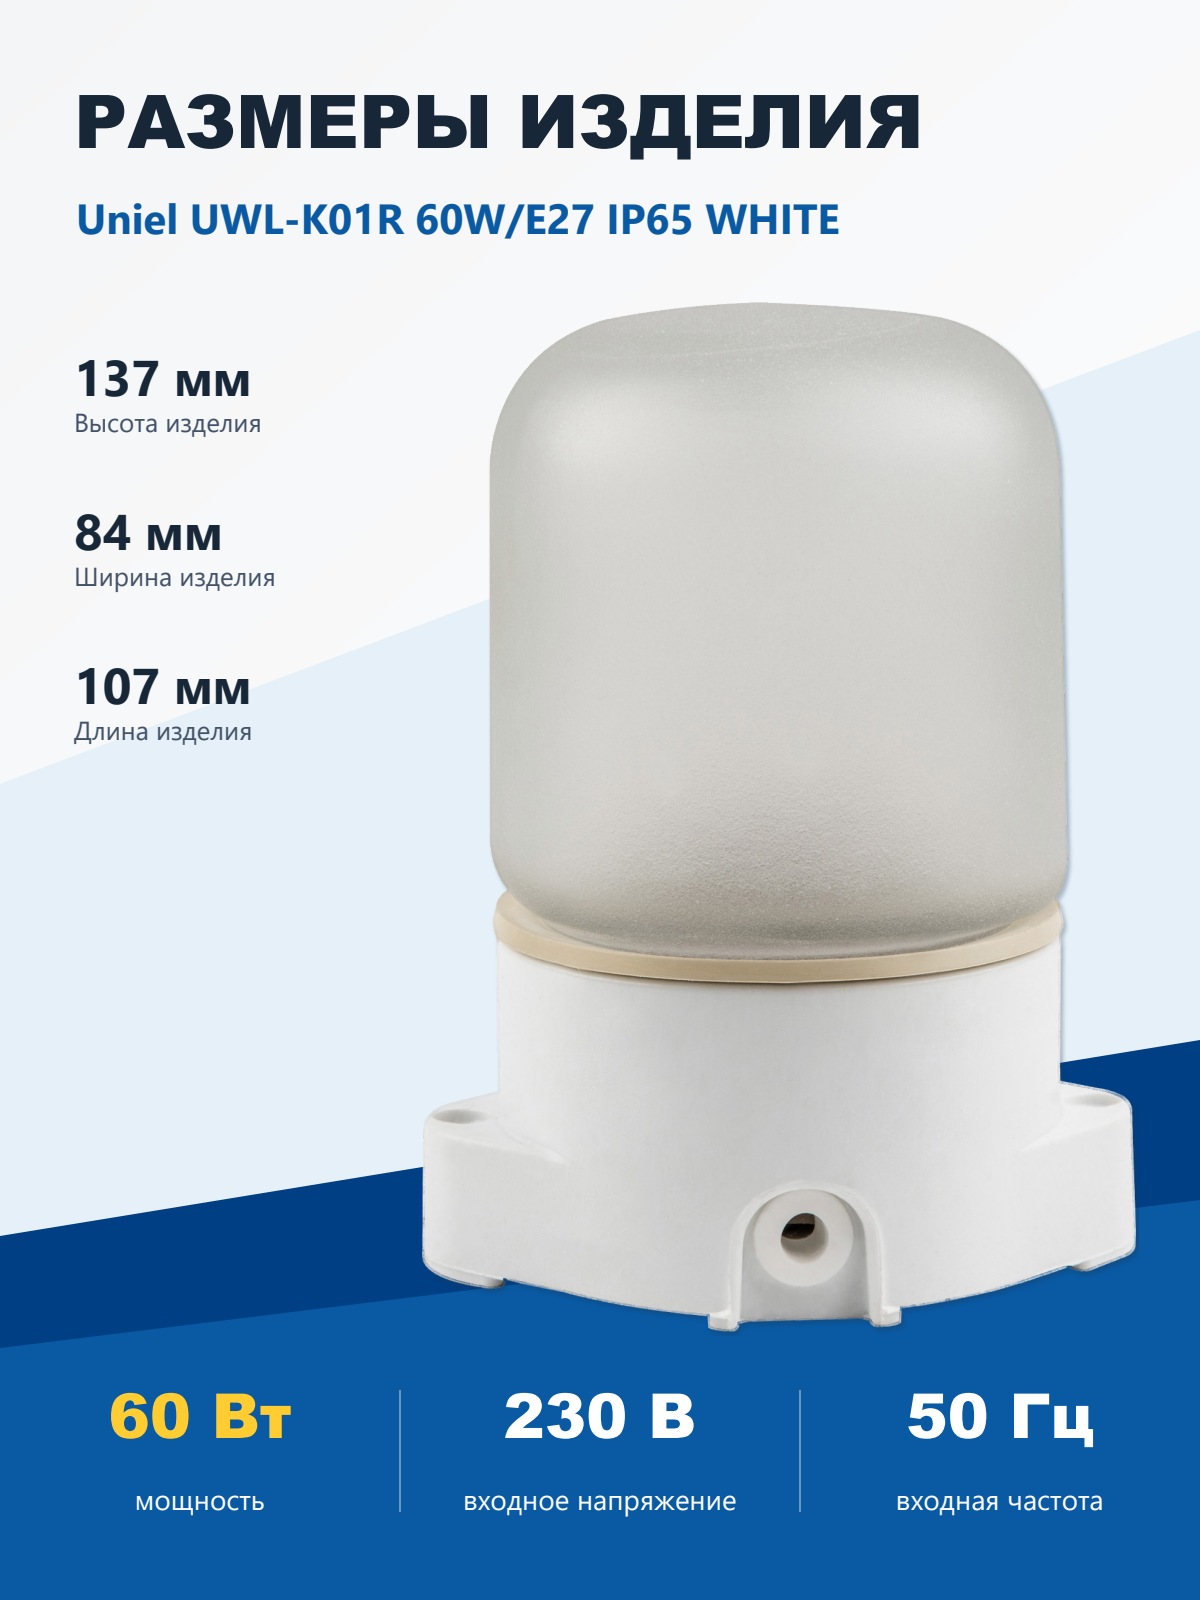 РАЗМЕРЫ ИЗДЕЛИЯ
Uniel UWL-K01R 60W/E27 IP65 WHITE
137 мм
Высота изделия
84 мм
Ширина изделия
107 мм
Длина изделия
60 Вт
мощность
230 В
входное напряжение
50 Гц
входная частота